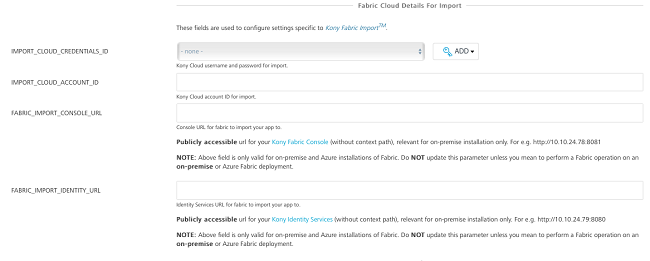 Fabric Cloud Details For Import
These fields are used to configure settings specific to Kony Fabric Import™.
IMPORT_CLOUD_CREDENTIALS_ID
- none -
ADD
Kony Cloud username and password for import.
IMPORT_CLOUD_ACCOUNT_ID
Kony Cloud account ID for import.
FABRIC_IMPORT_CONSOLE_URL
Console URL for fabric to import your app to.
Publicly accessible url for your Kony Fabric Console (without context path), relevant for on-premise installation only. For e.g. http://10.10.24.78:8081
NOTE: Above field is only valid for on-premise and Azure installations of Fabric. Do NOT update this parameter unless you mean to perform a Fabric operation on an
on-premise or Azure Fabric deployment.
FABRIC_IMPORT_IDENTITY_URL
Identity Services URL for fabric to import your app to.
Publicly accessible url for your Kony Identity Services (without context path), relevant for on-premise installation only. For e.g. http://10.10.24.79:8080
NOTE: Above field is only valid for on-premise and Azure installations of Fabric. Do NOT update this parameter unless you mean to perform a Fabric operation on an
on-premise or Azure Fabric deployment.